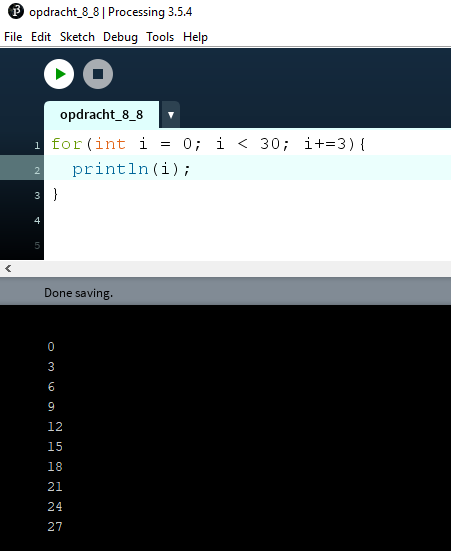 opdracht_8_8 | Processing 3.5.4
File Edit Sketch Debug Tools Help
opdracht_8_8 ▼
1 for(int i = 0; i < 30; i+=3){
2   println(i);
3 }
4
5
Done saving.
0
3
6
9
12
15
18
21
24
27